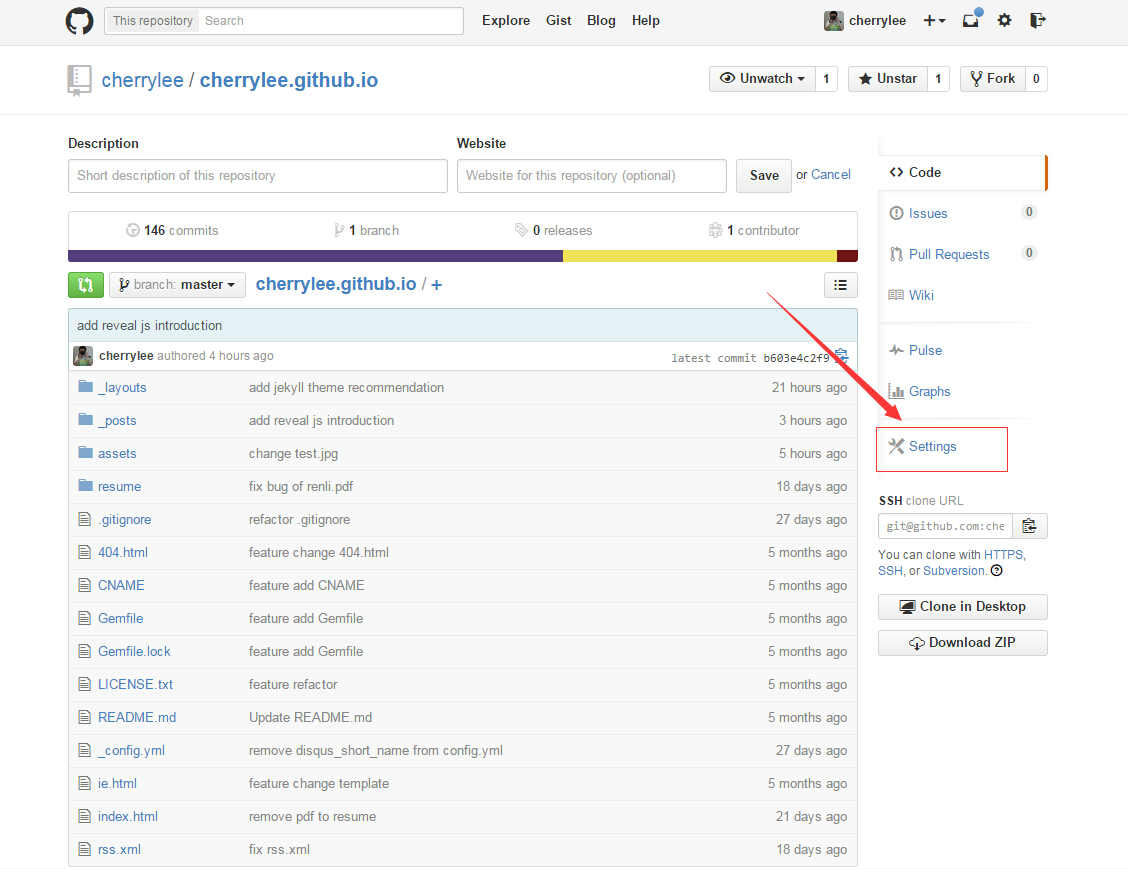 This repository Search Explore Gist Blog Help cherrylee
cherrylee / cherrylee.github.io Unwatch 1 Unstar 1 Fork 0
Description Website
Short description of this repository Website for this repository (optional) Save or Cancel
146 commits 1 branch 0 releases 1 contributor
branch: master cherrylee.github.io / +
add reveal js introduction
cherrylee authored 4 hours ago latest commit b603e4c2f9
_layouts add jekyll theme recommendation 21 hours ago
_posts add reveal js introduction 3 hours ago
assets change test.jpg 5 hours ago
resume fix bug of renli.pdf 18 days ago
.gitignore refactor .gitignore 27 days ago
404.html feature change 404.html 5 months ago
CNAME feature add CNAME 5 months ago
Gemfile feature add Gemfile 5 months ago
Gemfile.lock feature add Gemfile 5 months ago
LICENSE.txt feature refactor 5 months ago
README.md Update README.md 5 months ago
_config.yml remove disqus_short_name from config.yml 27 days ago
ie.html feature change template 5 months ago
index.html remove pdf to resume 21 days ago
rss.xml fix rss.xml 18 days ago
Code
Issues 0
Pull Requests 0
Wiki
Pulse
Graphs
Settings
SSH clone URL
git@github.com:che
You can clone with HTTPS,
SSH, or Subversion.
Clone in Desktop
Download ZIP